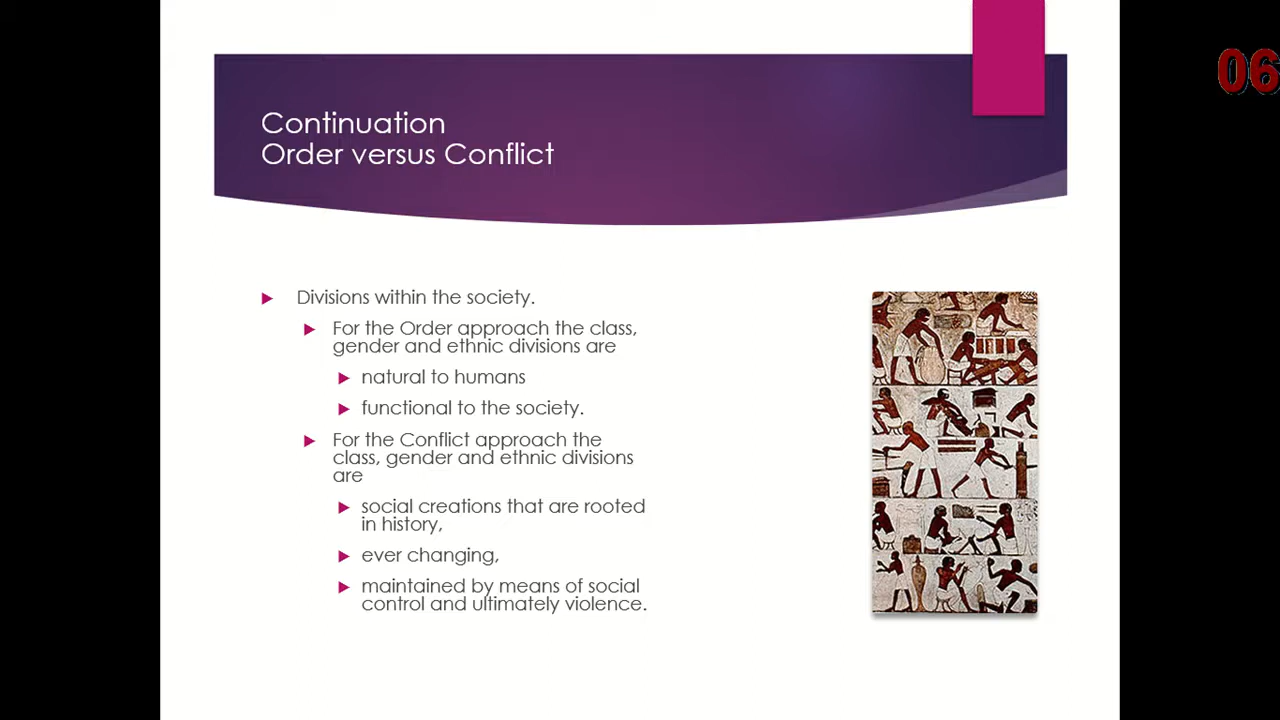 06
Continuation
Order versus Conflict
Divisions within the society.
For the Order approach the class,
gender and ethnic divisions are
natural to humans
functional to the society.
For the Conflict approach the
class, gender and ethnic divisions
are
social creations that are rooted
in history,
ever changing,
maintained by means of social
control and ultimately violence.